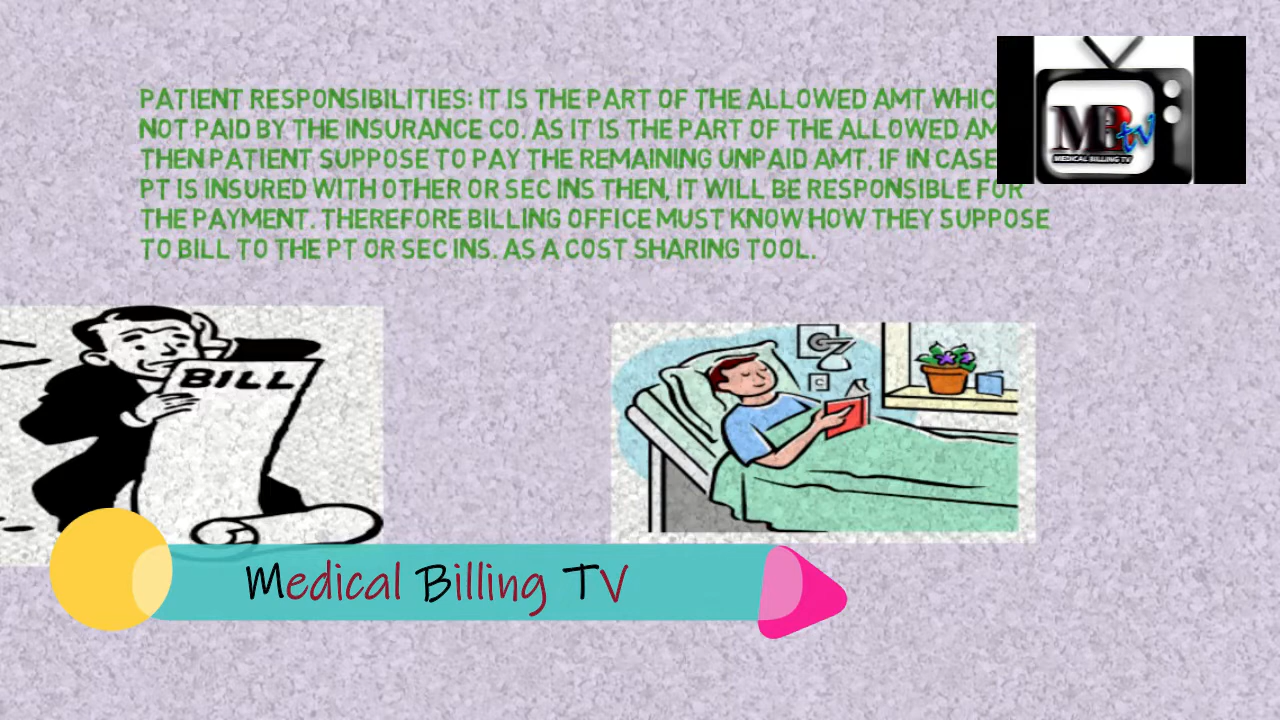 PATIENT RESPONSIBILITIES: IT IS THE PART OF THE ALLOWED AMT
NOT PAID BY THE INSURANCE CO. AS IT IS THE PART OF THE ALLOWED
THEN PATIENT SUPPOSE TO PAY THE REMAINING UNPAID AMT, IF IN CASE
PT IS INSURED WITH OTHER OR SEC INS THEN, IT WILL BE RESPONSIBLE FOR
THE PAYMENT. THEREFORE BILLING OFFICE MUST KNOW HOW THEY SUPPOSE
TO BILL TO THE PT OR SEC INS. AS A COST SHARING TOOL.
MB tv
MEDICAL BILLING TV
BILL
Medical Billing TV